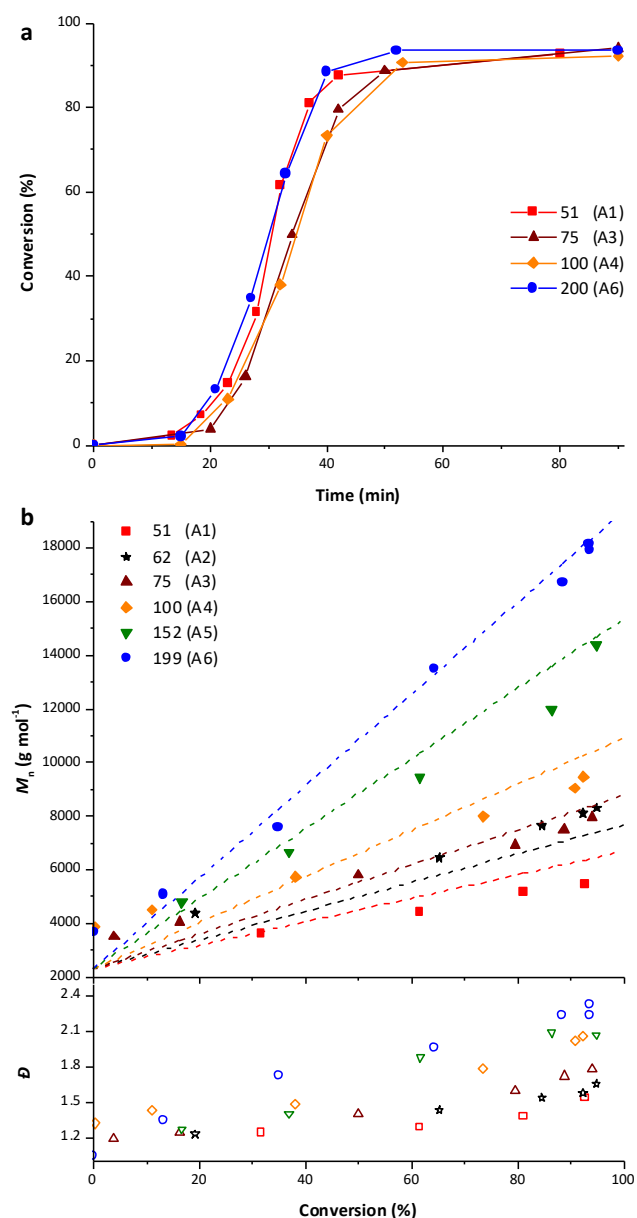 a
100
80
60
40
20
0
Conversion (%)
51 (A1)
75 (A3)
100 (A4)
200 (A6)
0 20 40 60 80
Time (min)
b
51 (A1)
62 (A2)
75 (A3)
100 (A4)
152 (A5)
199 (A6)
18000
16000
14000
12000
10000
8000
6000
4000
2000
Mn (g mol-1)
2.4
2.1
1.8
1.5
1.2
Đ
0 20 40 60 80 100
Conversion (%)